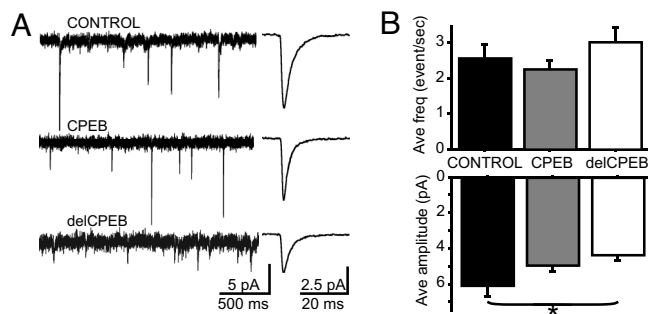 A
CONTROL
CPEB
delCPEB
5 pA
500 ms
2.5 pA
20 ms
B
Ave freq (event/sec)
3
2
1
0
CONTROL CPEB delCPEB
Ave amplitude (pA)
0
2
4
6
*